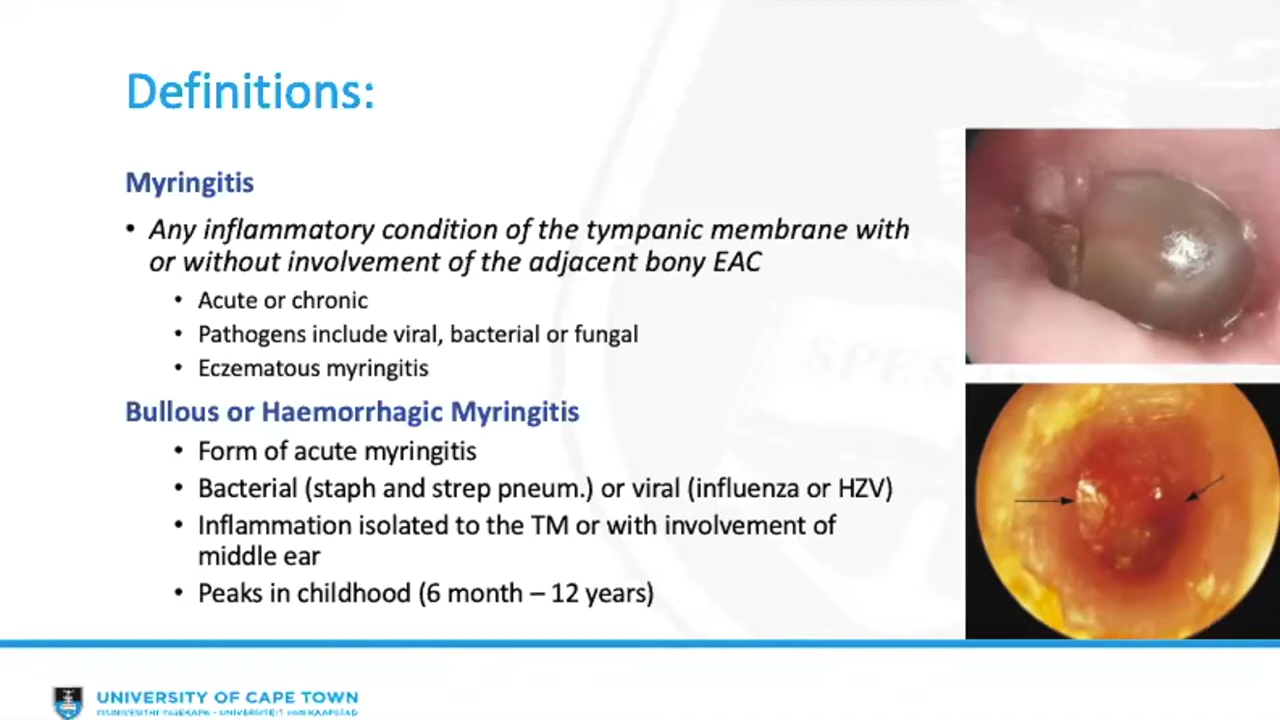 Definitions:
Myringitis
• Any inflammatory condition of the tympanic membrane with
or without involvement of the adjacent bony EAC
• Acute or chronic
• Pathogens include viral, bacterial or fungal
• Eczematous myringitis
Bullous or Haemorrhagic Myringitis
• Form of acute myringitis
• Bacterial (staph and strep pneum.) or viral (influenza or HZV)
• Inflammation isolated to the TM or with involvement of
middle ear
• Peaks in childhood (6 month – 12 years)
SPES
UNIVERSITY OF CAPE TOWN